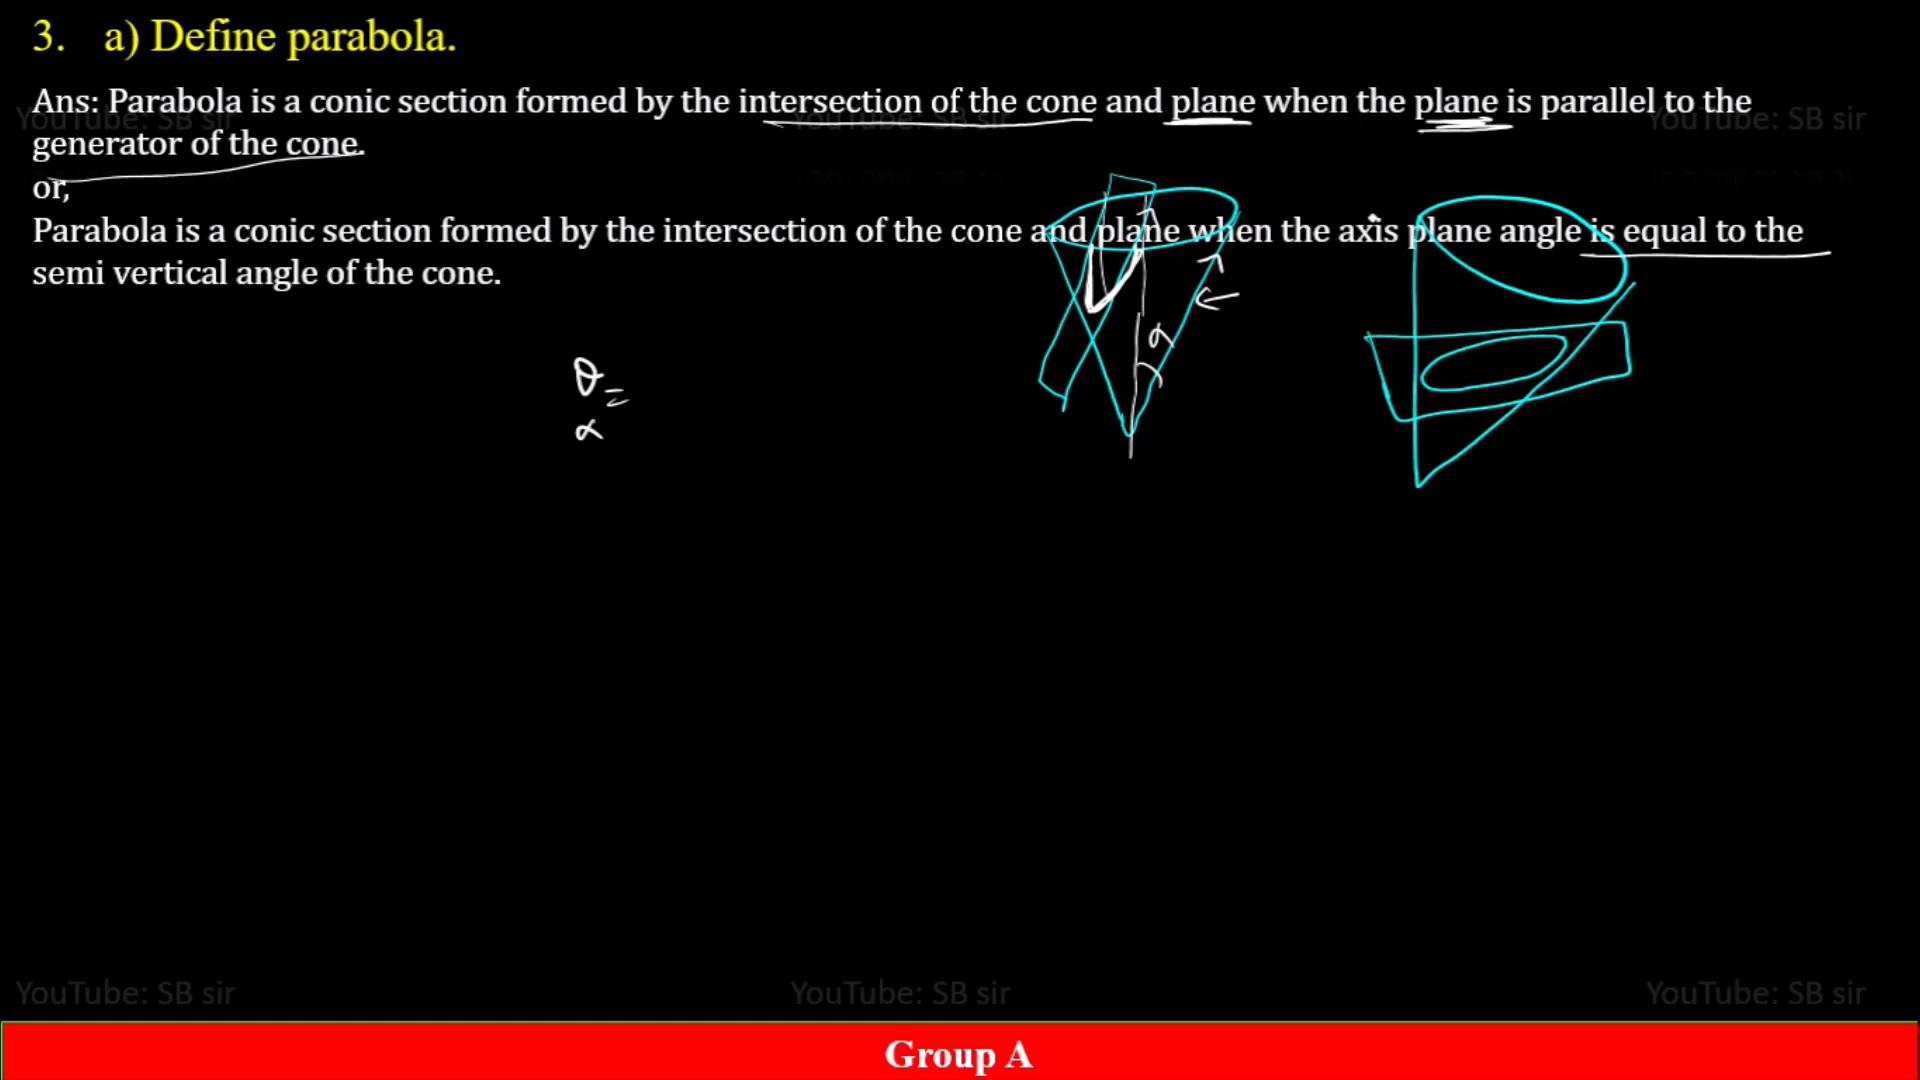 3. a) Define parabola.
Ans: Parabola is a conic section formed by the intersection of the cone and plane when the plane is parallel to the
YouTube: SB sir YouTube: SB sir YouTube: SB sir
generator of the cone.
or,
Parabola is a conic section formed by the intersection of the cone and plane when the axis plane angle is equal to the
semi vertical angle of the cone.
α
θ =
α
YouTube: SB sir YouTube: SB sir YouTube: SB sir
Group A